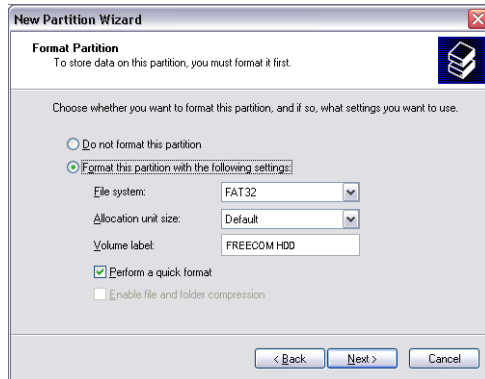 New Partition Wizard
Format Partition
To store data on this partition, you must format it first.
Choose whether you want to format this partition, and if so, what settings you want to use.
Do not format this partition
Format this partition with the following settings:
File system: FAT32
Allocation unit size: Default
Volume label: FREECOM HDD
Perform a quick format
Enable file and folder compression
< Back Next > Cancel